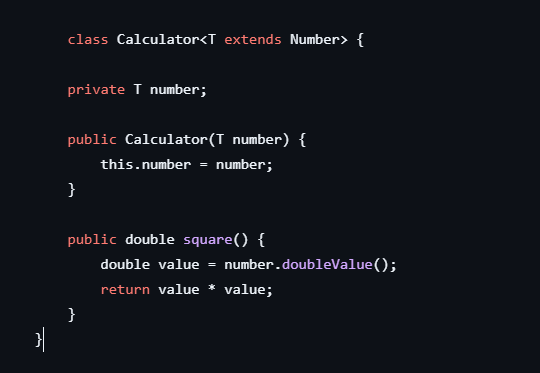 class Calculator<T extends Number> {
private T number;
public Calculator(T number) {
this.number = number;
}
public double square() {
double value = number.doubleValue();
return value * value;
}
}